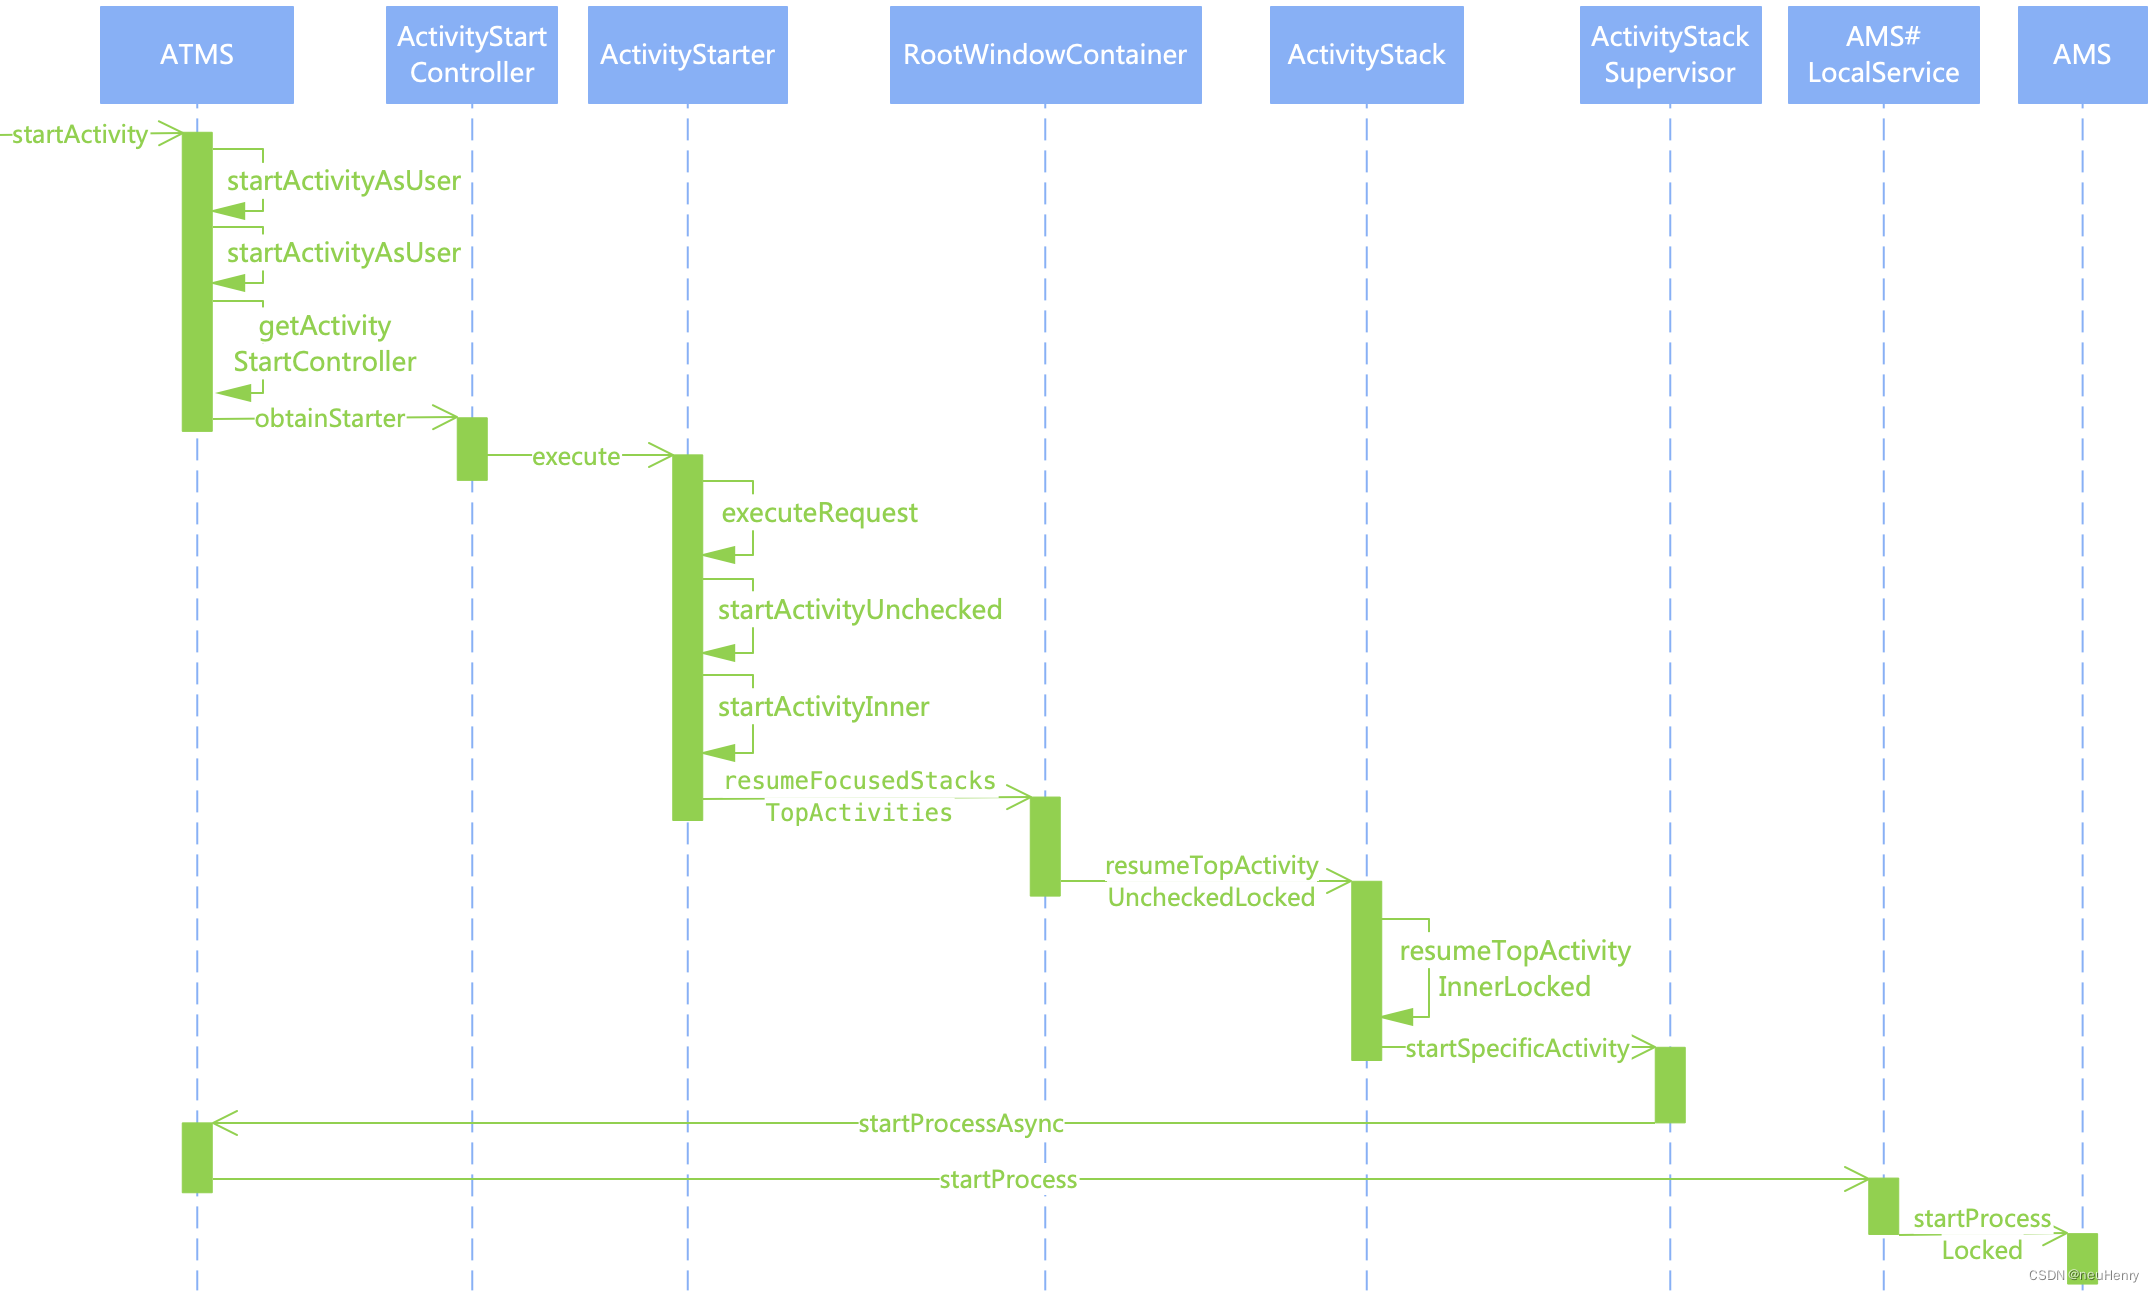 ATMS
ActivityStart
Controller
ActivityStarter
RootWindowContainer
ActivityStack
ActivityStack
Supervisor
AMS#
LocalService
AMS
startActivity
startActivityAsUser
startActivityAsUser
getActivity
StartController
obtainStarter
execute
executeRequest
startActivityUnchecked
startActivityInner
resumeFocusedStacks
TopActivities
resumeTopActivity
UncheckedLocked
resumeTopActivity
InnerLocked
startSpecificActivity
startProcessAsync
startProcess
startProcess
Locked
CSDN @neuHenry